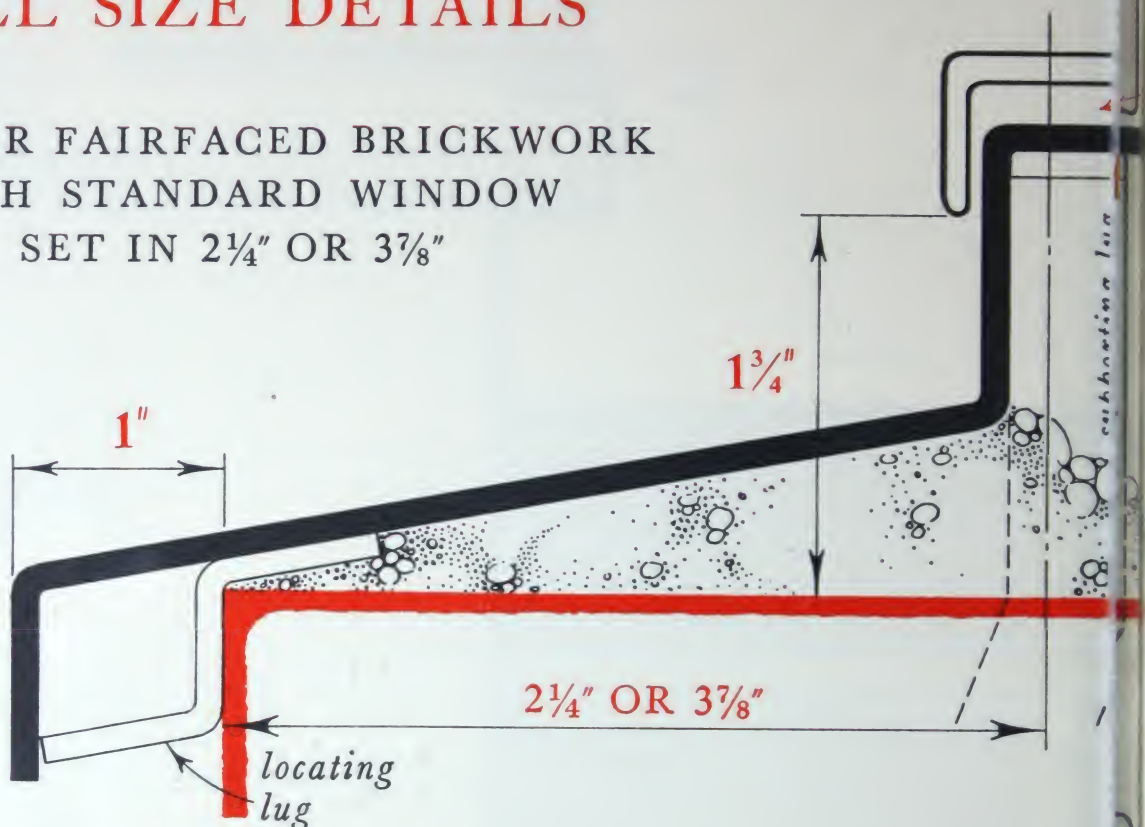 LL SIZE DETAILS
R FAIRFACED BRICKWORK
H STANDARD WINDOW
SET IN 2¼" OR 3⅞"
1¾"
1"
2¼" OR 3⅞"
locating
lug